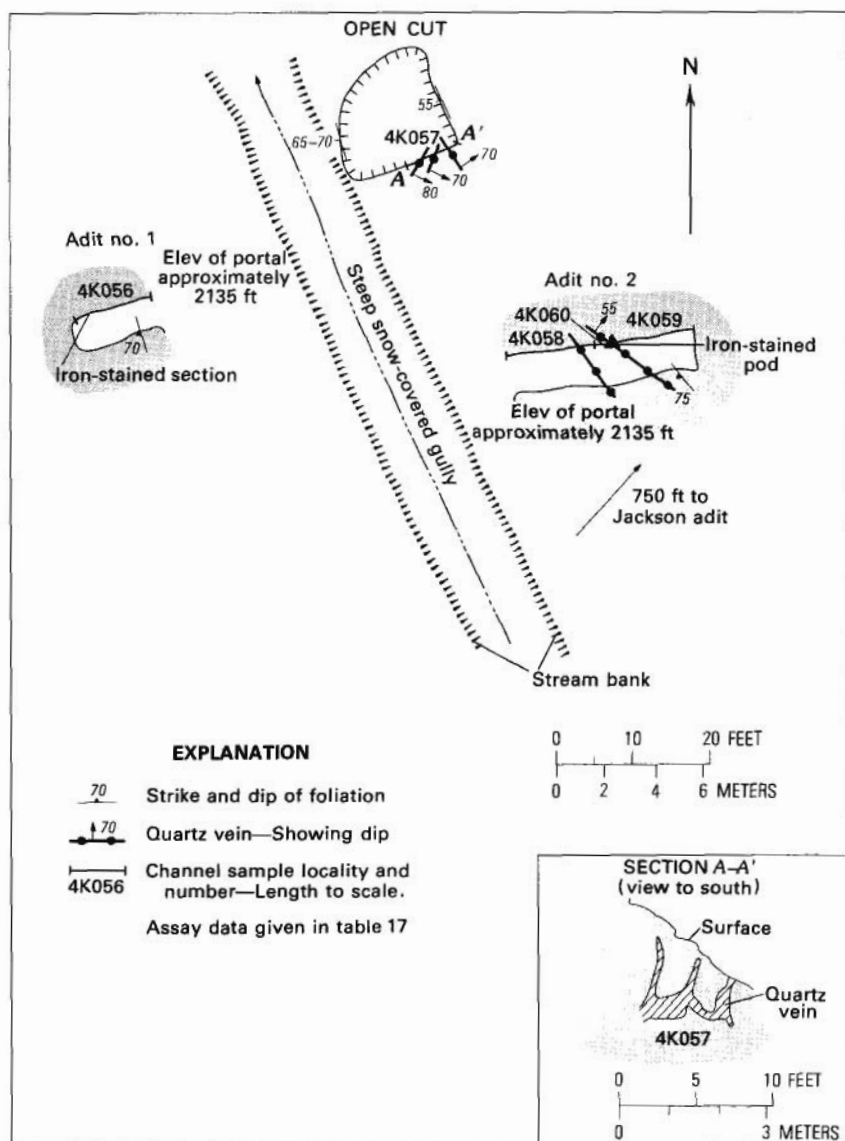 OPEN CUT
N
55
4K057
A'
65–70
70
A
70
80
Adit no. 1
4K056
Elev of portal
approximately
2135 ft
70
Iron-stained section
Steep snow-covered gully
Adit no. 2
55
4K060
4K059
4K058
Iron-stained
pod
75
Elev of portal
approximately 2135 ft
750 ft to
Jackson adit
Stream bank
0 10 20 FEET
0 2 4 6 METERS
EXPLANATION
70 Strike and dip of foliation
70 Quartz vein—Showing dip
4K056 Channel sample locality and
number—Length to scale.
Assay data given in table 17
SECTION A–A'
(view to south)
Surface
Quartz
vein
4K057
0 5 10 FEET
0 3 METERS